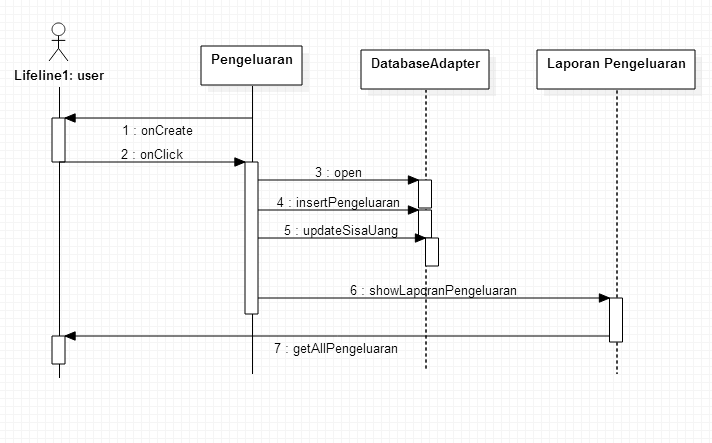 Lifeline1: user
Pengeluaran
DatabaseAdapter
Laporan Pengeluaran
1 : onCreate
2 : onClick
3 : open
4 : insertPengeluaran
5 : updateSisaUang
6 : showLaporanPengeluaran
7 : getAllPengeluaran